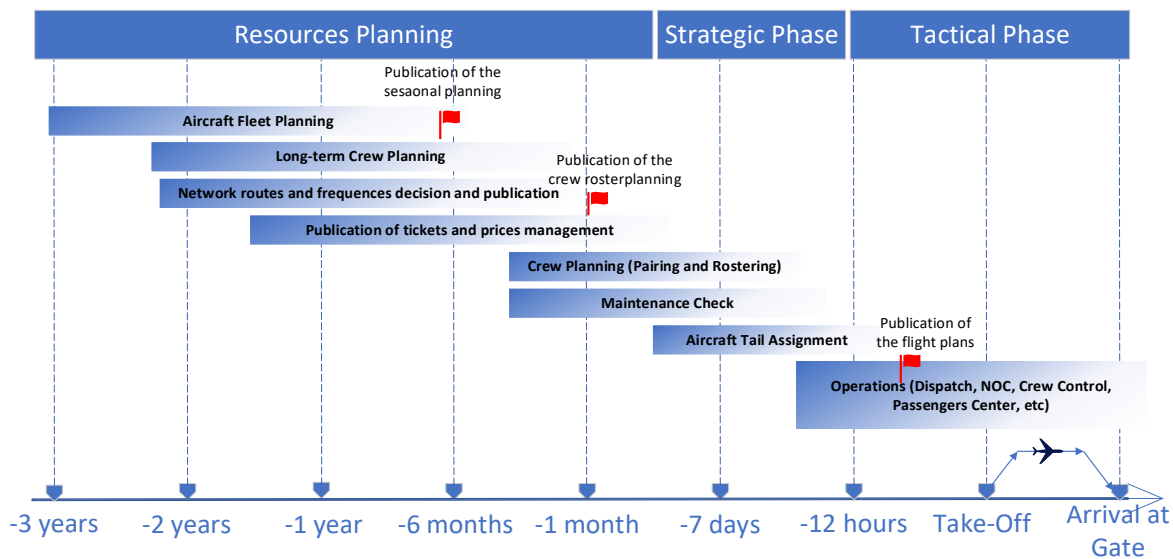 Resources Planning
Strategic Phase
Tactical Phase
Publication of the
sesaonal planning
Aircraft Fleet Planning
Long-term Crew Planning
Publication of the
crew rosterplanning
Network routes and frequences decision and publication
Publication of tickets and prices management
Crew Planning (Pairing and Rostering)
Maintenance Check
Publication of
the flight plans
Aircraft Tail Assignment
Operations (Dispatch, NOC, Crew Control,
Passengers Center, etc)
-3 years
-2 years
-1 year
-6 months
-1 month
-7 days
-12 hours
Take-Off
Arrival at
Gate